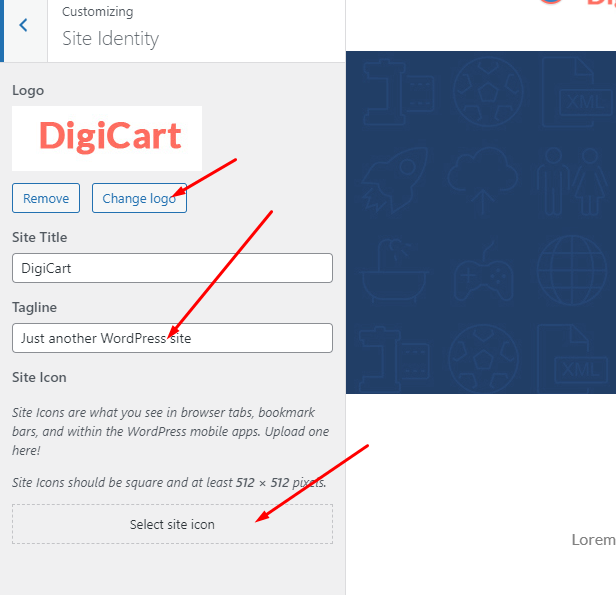 Customizing
Site Identity
Logo
DigiCart
Remove
Change logo
Site Title
DigiCart
Tagline
Just another WordPress site
Site Icon
Site Icons are what you see in browser tabs, bookmark
bars, and within the WordPress mobile apps. Upload one
here!
Site Icons should be square and at least 512 × 512 pixels.
Select site icon
XML
XML
Lorem